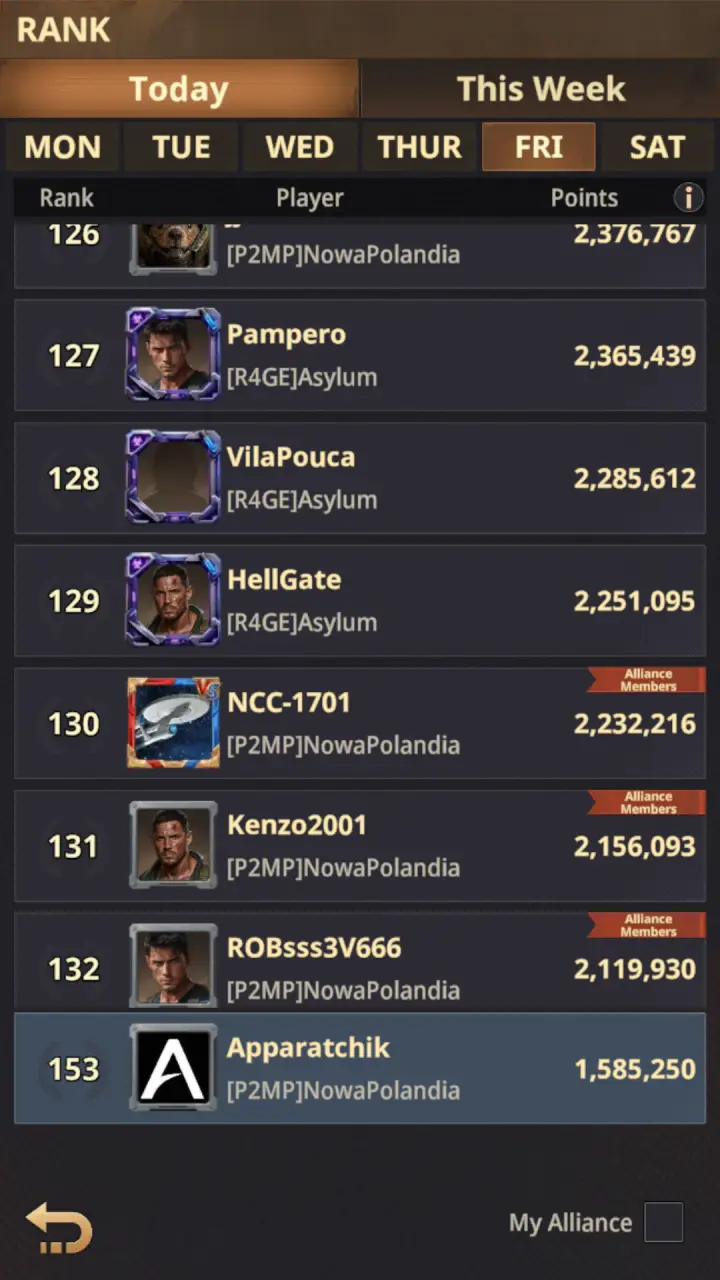 RANK
Today
This Week
MON
TUE
WED
THUR
FRI
SAT
Rank
Player
Points
126
[P2MP]NowaPolandia
2,376,767
127
Pampero
[R4GE]Asylum
2,365,439
128
VilaPouca
[R4GE]Asylum
2,285,612
129
HellGate
[R4GE]Asylum
2,251,095
Alliance
Members
130
VS
NCC-1701
[P2MP]NowaPolandia
2,232,216
Alliance
Members
131
Kenzo2001
[P2MP]NowaPolandia
2,156,093
Alliance
Members
132
ROBsss3V666
[P2MP]NowaPolandia
2,119,930
153
Apparatchik
[P2MP]NowaPolandia
1,585,250
My Alliance